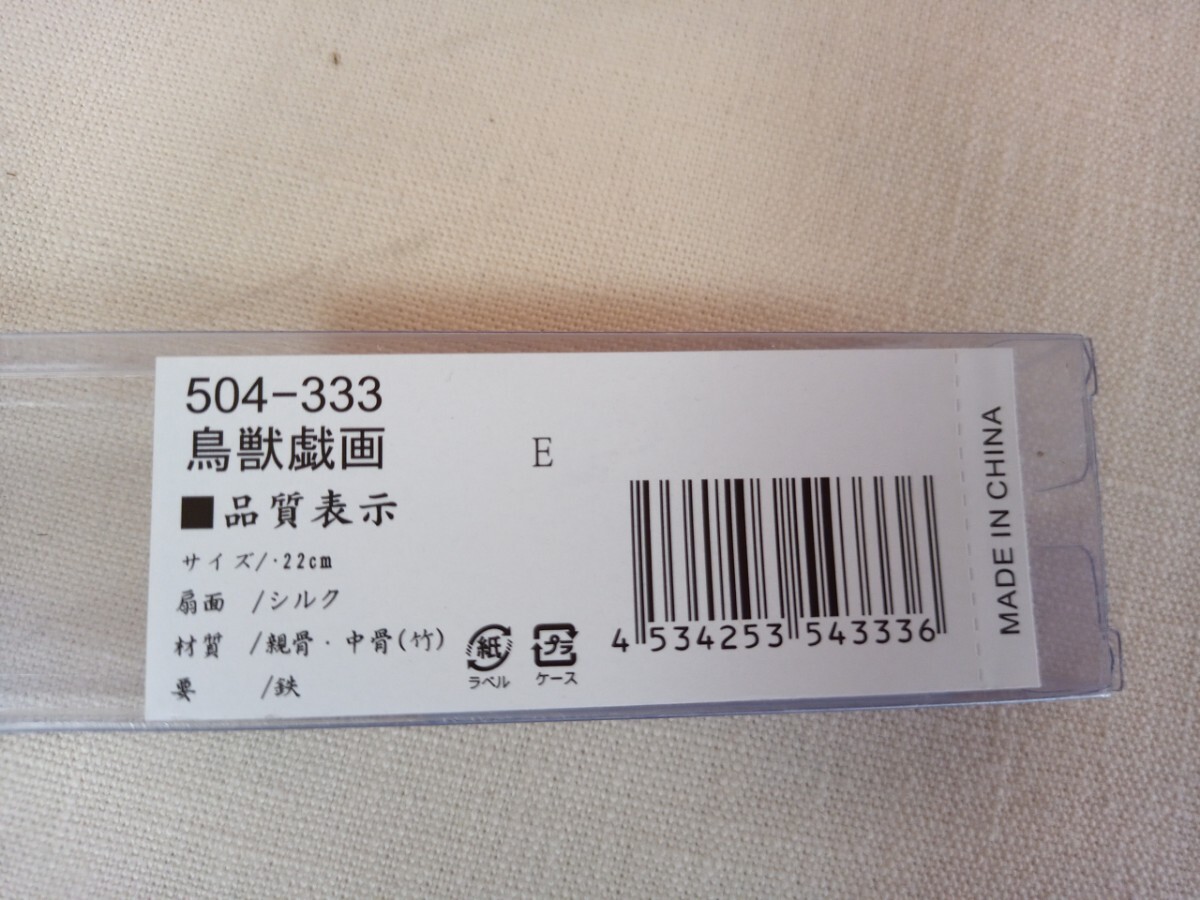 504-333
鳥獣戯画
E
■品質表示
サイズ/·22cm
扇面 /シルク
材質 /親骨·中骨(竹)
要 /鉄
紙
ラベル
プラ
ケース
4 534253 543336
MADE IN CHINA